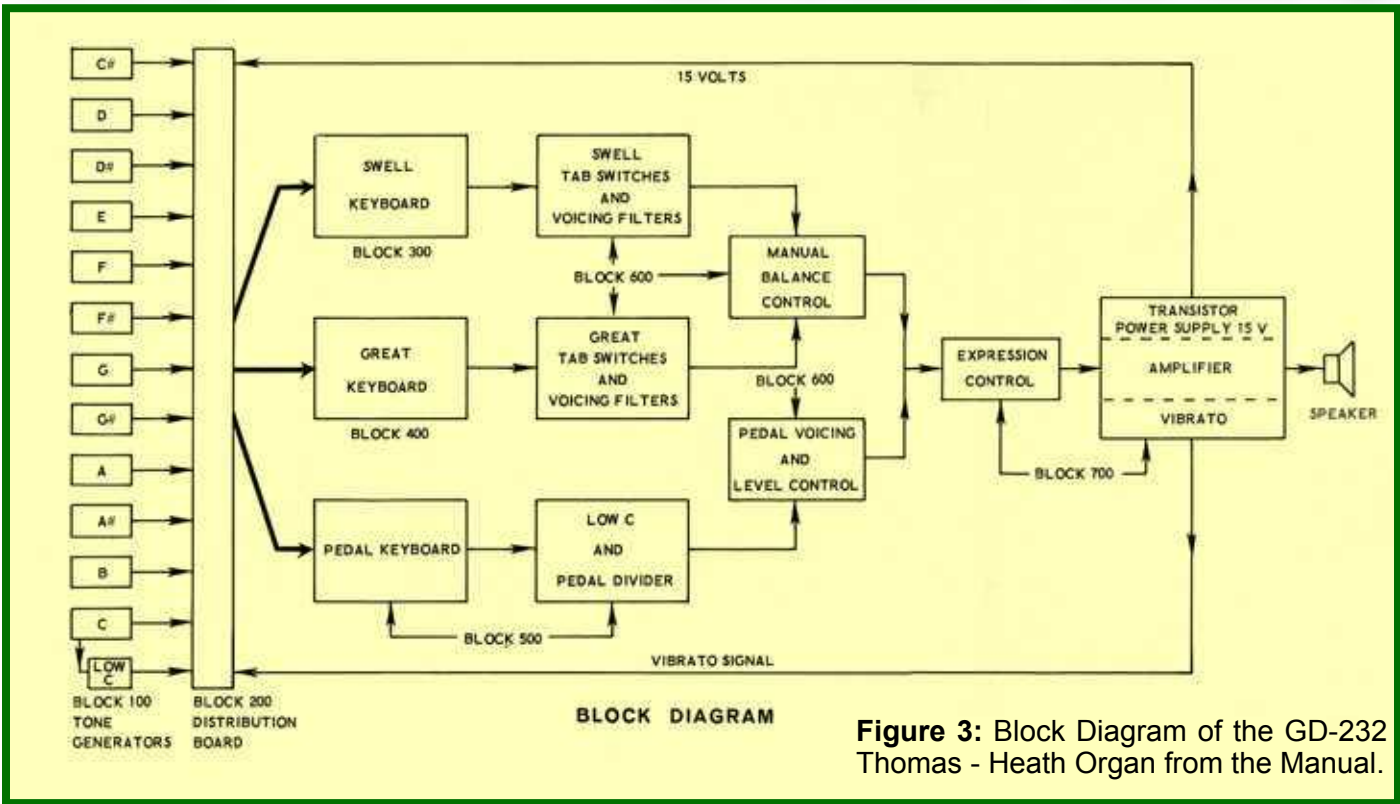 C#
D
D#
E
F
F#
G
G#
A
A#
B
C
LOW
C
BLOCK 100
TONE
GENERATORS
BLOCK 200
DISTRIBUTION
BOARD
15 VOLTS
SWELL
KEYBOARD
BLOCK 300
SWELL
TAB SWITCHES
AND
VOICING FILTERS
BLOCK 600
GREAT
KEYBOARD
BLOCK 400
GREAT
TAB SWITCHES
AND
VOICING FILTERS
MANUAL
BALANCE
CONTROL
BLOCK 600
PEDAL VOICING
AND
LEVEL CONTROL
PEDAL KEYBOARD
LOW C
AND
PEDAL DIVIDER
BLOCK 500
EXPRESSION
CONTROL
TRANSISTOR
POWER SUPPLY 15 V
AMPLIFIER
VIBRATO
SPEAKER
BLOCK 700
VIBRATO SIGNAL
BLOCK DIAGRAM
Figure 3: Block Diagram of the GD-232
Thomas - Heath Organ from the Manual.